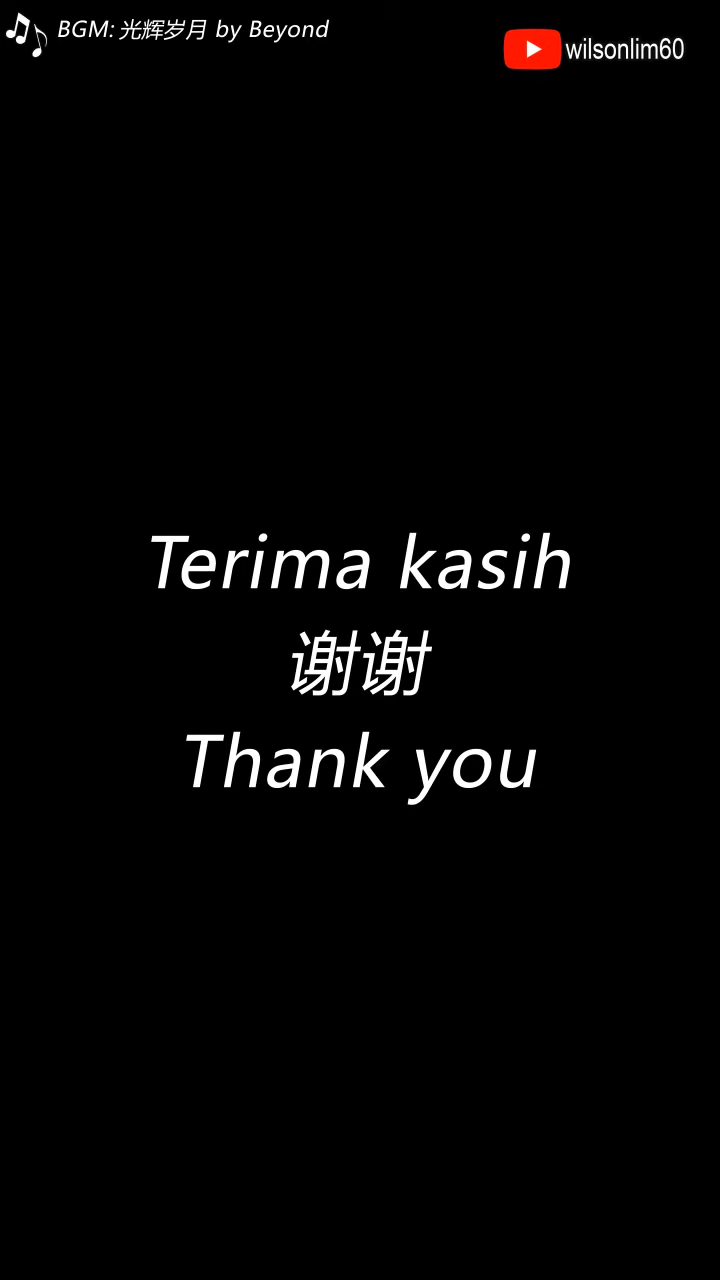 BGM: 光辉岁月 by Beyond
wilsonlim60
Terima kasih
谢谢
Thank you